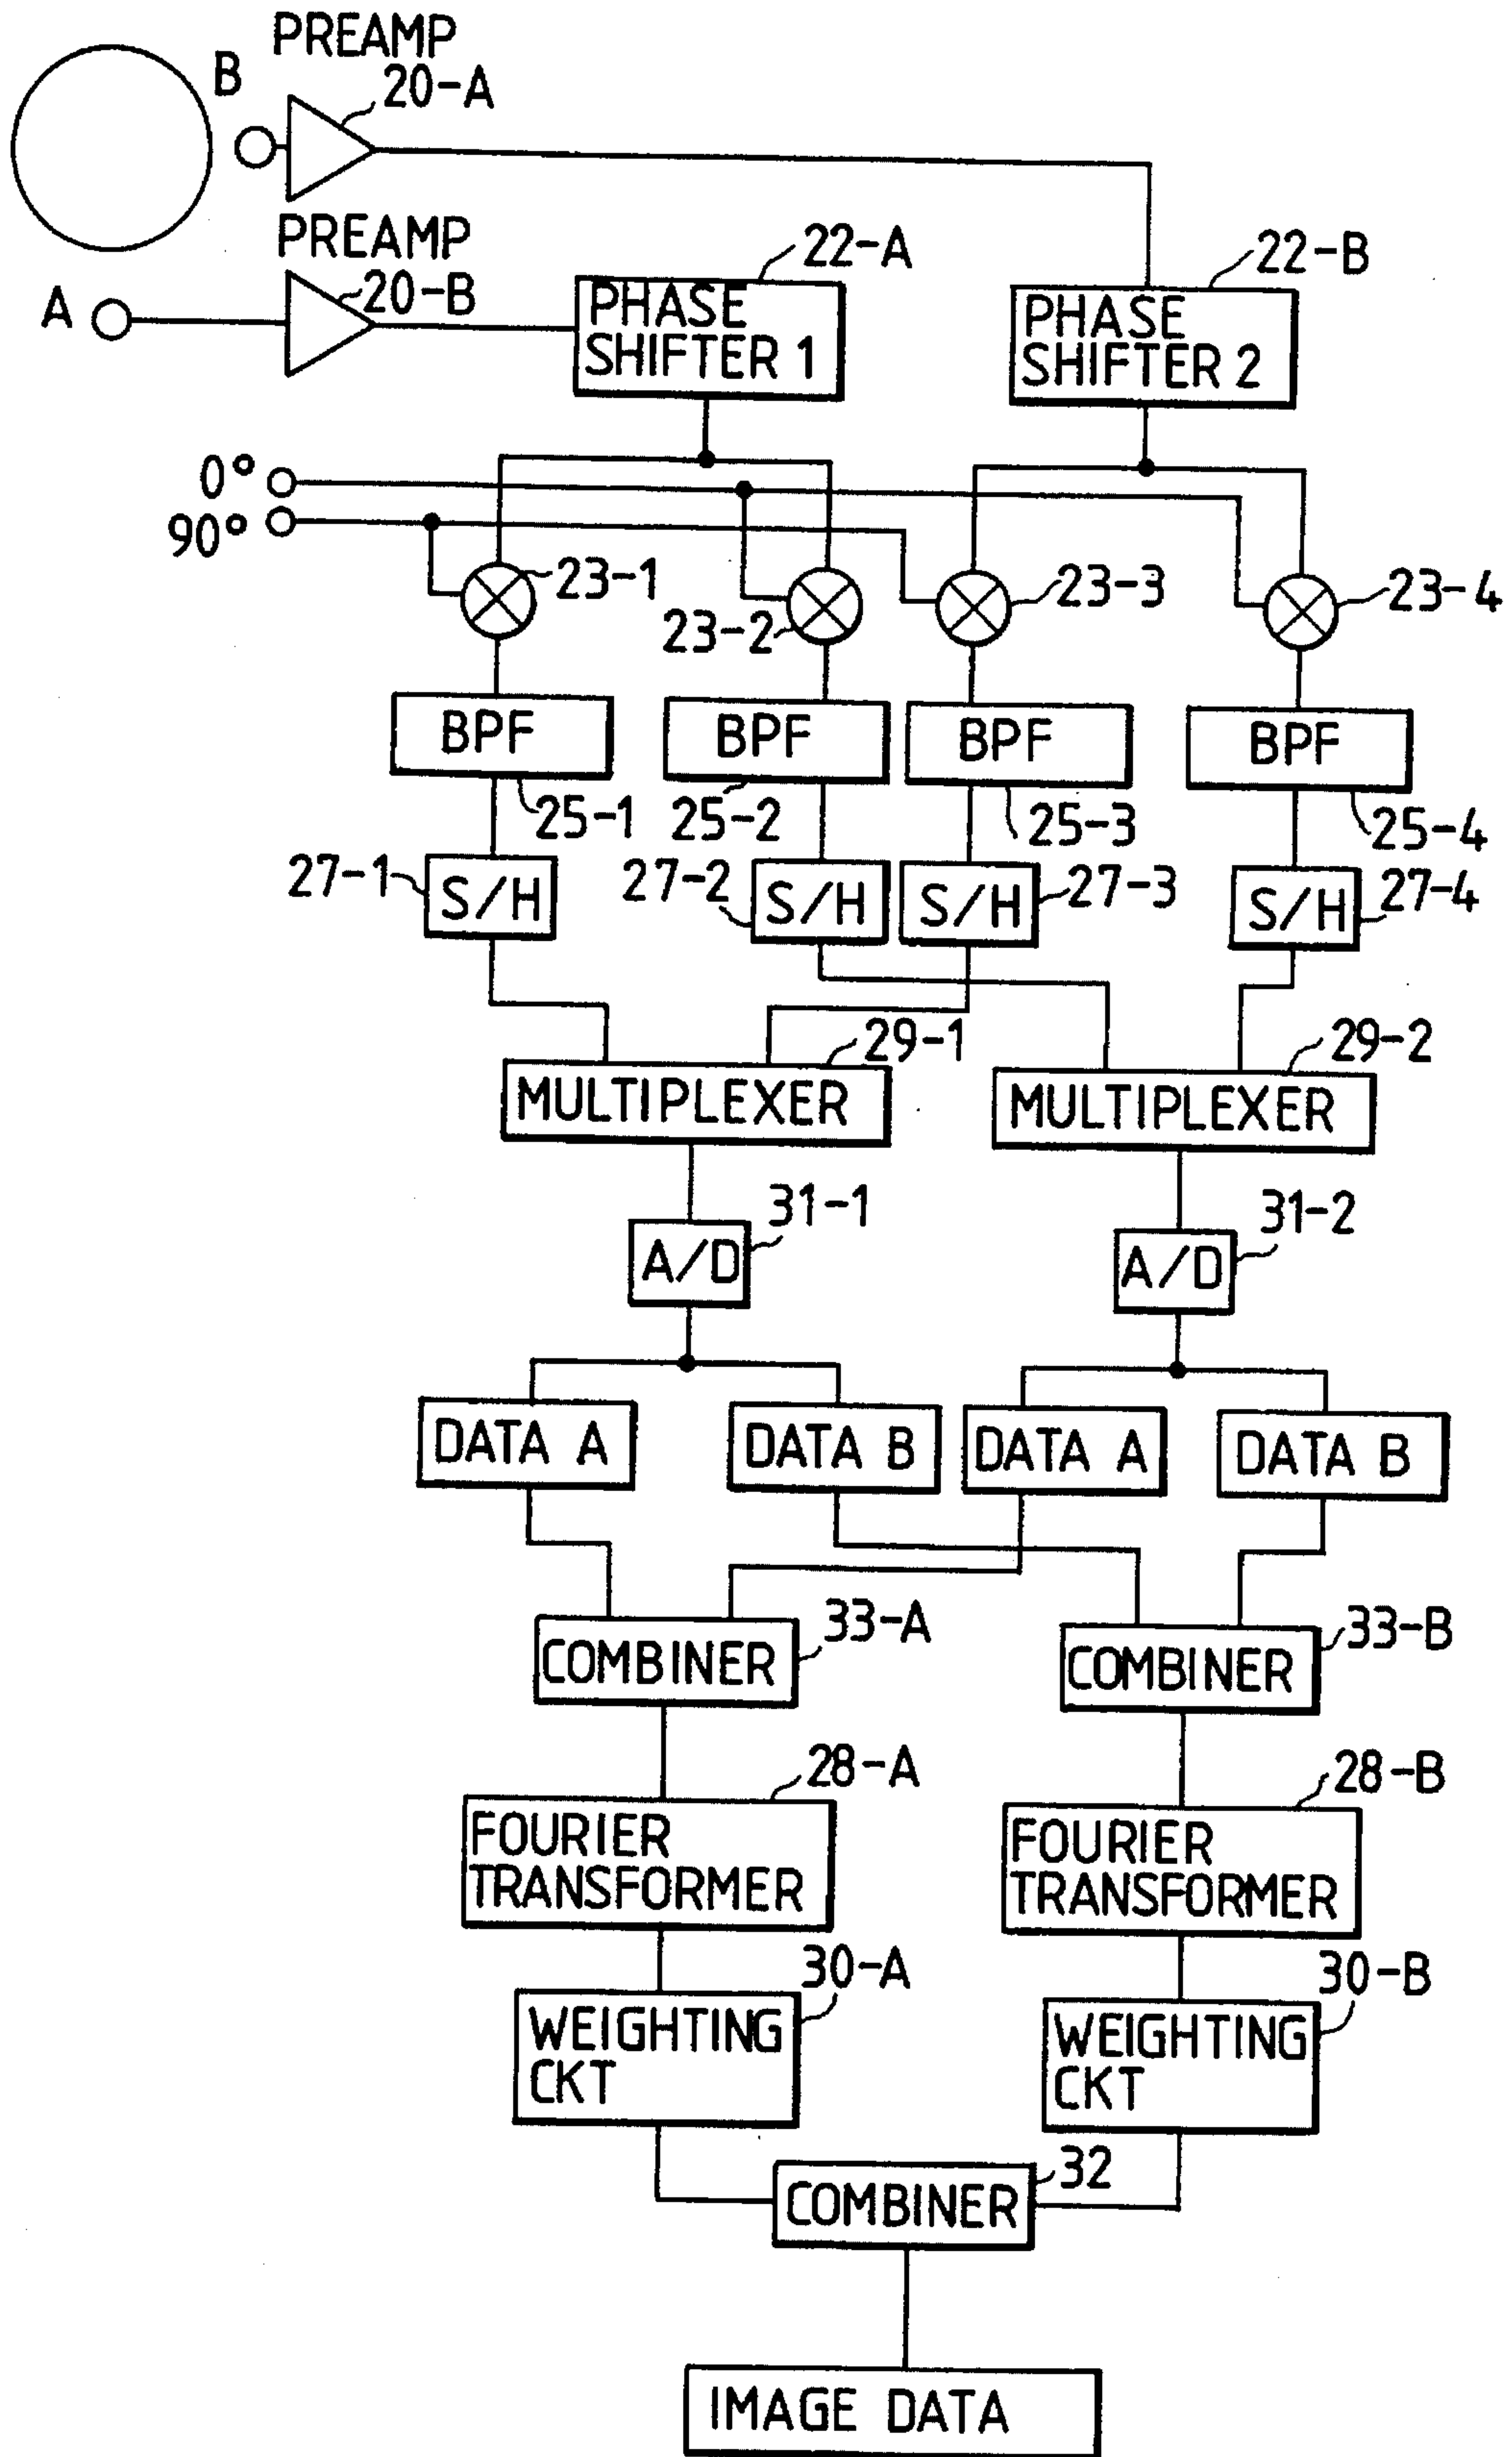 PREAMP
B
20-A
PREAMP
22-A
22-B
A
20-B
PHASE
SHIFTER 1
PHASE
SHIFTER 2
0°
90°
23-1
23-2
23-3
23-4
BPF
BPF
BPF
BPF
25-1
25-2
25-3
25-4
27-1
S/H
27-2
S/H
S/H
27-3
S/H
27-4
29-1
29-2
MULTIPLEXER
MULTIPLEXER
31-1
31-2
A/D
A/D
DATA A
DATA B
DATA A
DATA B
33-A
33-B
COMBINER
COMBINER
28-A
28-B
FOURIER
TRANSFORMER
FOURIER
TRANSFORMER
30-A
30-B
WEIGHTING
CKT
WEIGHTING
CKT
32
COMBINER
IMAGE DATA